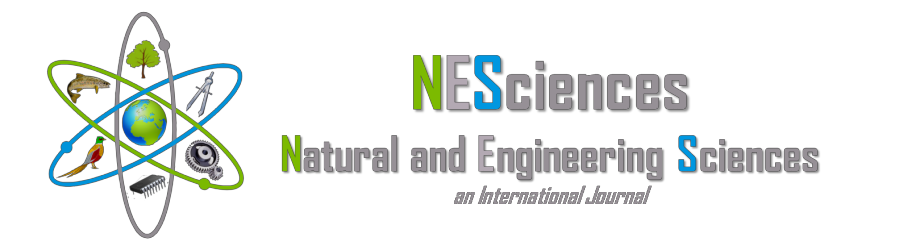 NESciences
Natural and Engineering Sciences
an International Journal